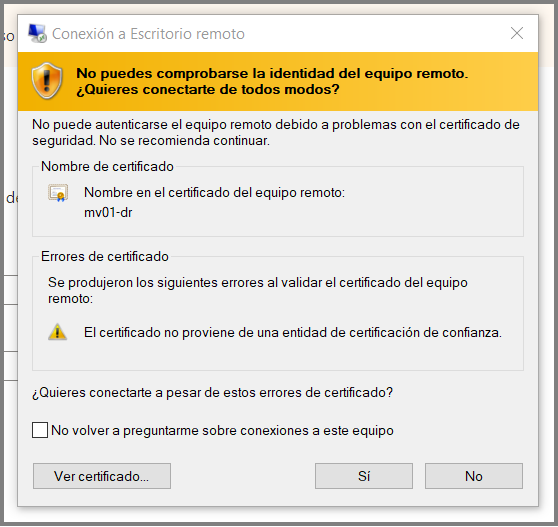 Conexión a Escritorio remoto
No puedes comprobarse la identidad del equipo remoto.
¿Quieres conectarte de todos modos?
No puede autenticarse el equipo remoto debido a problemas con el certificado de
seguridad. No se recomienda continuar.
Nombre de certificado
Nombre en el certificado del equipo remoto:
mv01-dr
Errores de certificado
Se produjeron los siguientes errores al validar el certificado del equipo
remoto:
El certificado no proviene de una entidad de certificación de confianza.
¿Quieres conectarte a pesar de estos errores de certificado?
No volver a preguntarme sobre conexiones a este equipo
Ver certificado...
Sí
No